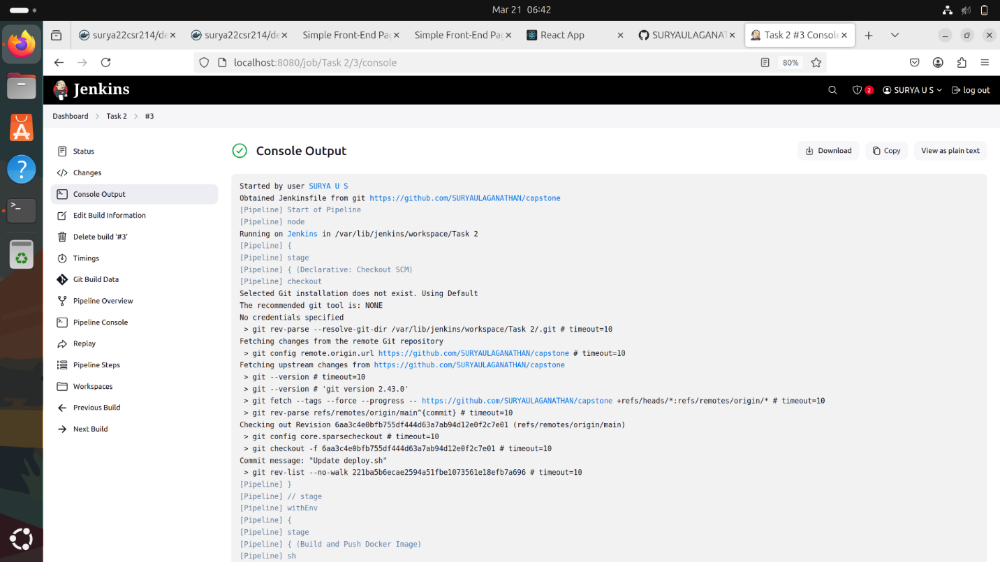 Mar 21 06:42
surya22csr214/de
surya22csr214/de
Simple Front-End Pag
Simple Front-End Pag
React App
SURYAULAGANAT
Task 2 #3 Console
localhost:8080/job/Task 2/3/console
80%
Jenkins
2
SURYA U S
log out
Dashboard
Task 2
#3
Status
Changes
Console Output
Edit Build Information
Delete build ‘#3’
Timings
Git Build Data
Pipeline Overview
Pipeline Console
Replay
Pipeline Steps
Workspaces
Previous Build
Next Build
Console Output
Download
Copy
View as plain text
Started by user SURYA U S
Obtained Jenkinsfile from git https://github.com/SURYAULAGANATHAN/capstone
[Pipeline] Start of Pipeline
[Pipeline] node
Running on Jenkins in /var/lib/jenkins/workspace/Task 2
[Pipeline] {
[Pipeline] stage
[Pipeline] { (Declarative: Checkout SCM)
[Pipeline] checkout
Selected Git installation does not exist. Using Default
The recommended git tool is: NONE
No credentials specified
> git rev-parse --resolve-git-dir /var/lib/jenkins/workspace/Task 2/.git # timeout=10
Fetching changes from the remote Git repository
> git config remote.origin.url https://github.com/SURYAULAGANATHAN/capstone # timeout=10
Fetching upstream changes from https://github.com/SURYAULAGANATHAN/capstone
> git --version # timeout=10
> git --version # 'git version 2.43.0'
> git fetch --tags --force --progress -- https://github.com/SURYAULAGANATHAN/capstone +refs/heads/*:refs/remotes/origin/* # timeout=10
> git rev-parse refs/remotes/origin/main^{commit} # timeout=10
Checking out Revision 6aa3c4e0bfb755df444d63a7ab94d12e0f2c7e01 (refs/remotes/origin/main)
> git config core.sparsecheckout # timeout=10
> git checkout -f 6aa3c4e0bfb755df444d63a7ab94d12e0f2c7e01 # timeout=10
Commit message: "Update deploy.sh"
> git rev-list --no-walk 221ba5b6ecae2594a51fbe1073561e18efb7a696 # timeout=10
[Pipeline] }
[Pipeline] // stage
[Pipeline] withEnv
[Pipeline] {
[Pipeline] stage
[Pipeline] { (Build and Push Docker Image)
[Pipeline] sh